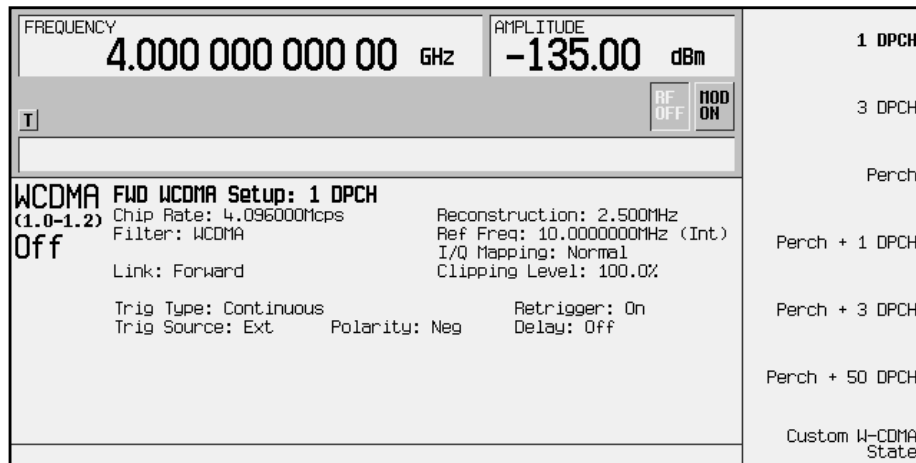 FREQUENCY
4.000 000 000 00 GHz
AMPLITUDE
-135.00 dBm
RF OFF
MOD ON
T
WCDMA
(1.0-1.2)
Off
FWD WCDMA Setup: 1 DPCH
Chip Rate: 4.096000Mcps
Reconstruction: 2.500MHz
Filter: WCDMA
Ref Freq: 10.0000000MHz (Int)
I/Q Mapping: Normal
Link: Forward
Clipping Level: 100.0%
Trig Type: Continuous
Retrigger: On
Trig Source: Ext
Polarity: Neg
Delay: Off
1 DPCH
3 DPCH
Perch
Perch + 1 DPCH
Perch + 3 DPCH
Perch + 50 DPCH
Custom W-CDMA
State